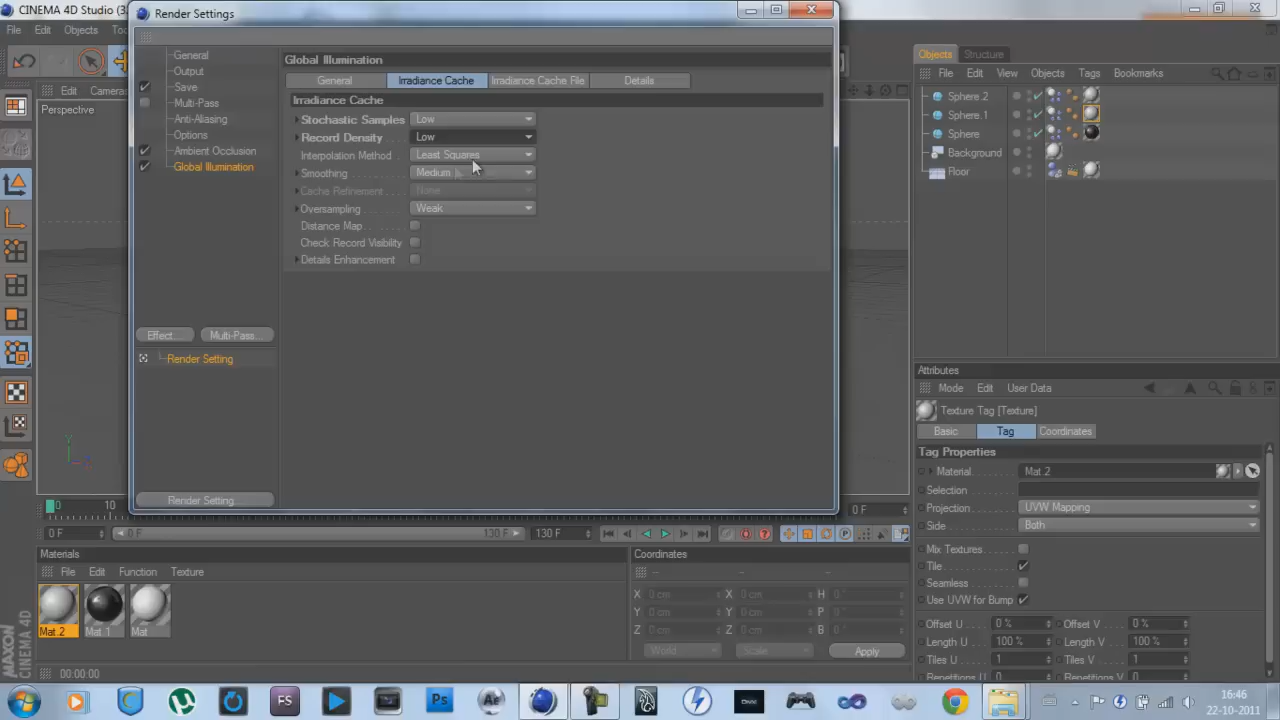 CINEMA 4D Studio (3
Render Settings
File Edit Objects To
Edit Cameras
Perspective
General
Output
Save
Multi-Pass
Anti-Aliasing
Options
Ambient Occlusion
Global Illumination
Effect... Multi-Pass...
Render Setting
Render Setting...
Global Illumination
General Irradiance Cache Irradiance Cache File Details
Irradiance Cache
Stochastic Samples Low
Record Density Low
Interpolation Method Least Squares
Smoothing Medium
Cache Refinement None
Oversampling Weak
Distance Map
Check Record Visibility
Details Enhancement
Objects Structure
File Edit View Objects Tags Bookmarks
Sphere.2
Sphere.1
Sphere
Background
Floor
Attributes
Mode Edit User Data
Texture Tag [Texture]
Basic Tag Coordinates
Tag Properties
Material Mat.2
Selection
Projection UVW Mapping
Side Both
Mix Textures
Tile
Seamless
Use UVW for Bump
Offset U 0 % Offset V 0 %
Length U 100 % Length V 100 %
Tiles U 1 Tiles V 1
Repetitions U 0 Repetitions V 0
0 10 0 F
0 F 0 F 130 F 130 F
Materials
File Edit Function Texture
Mat.2 Mat.1 Mat
Coordinates
-- -- --
X 0 cm X 0 cm H 0 °
Y 0 cm Y 0 cm P 0 °
Z 0 cm Z 0 cm B 0 °
World Scale Apply
MAXON
CINEMA 4D
00:00:00
FS Ps Ae
16:46
22-10-2011